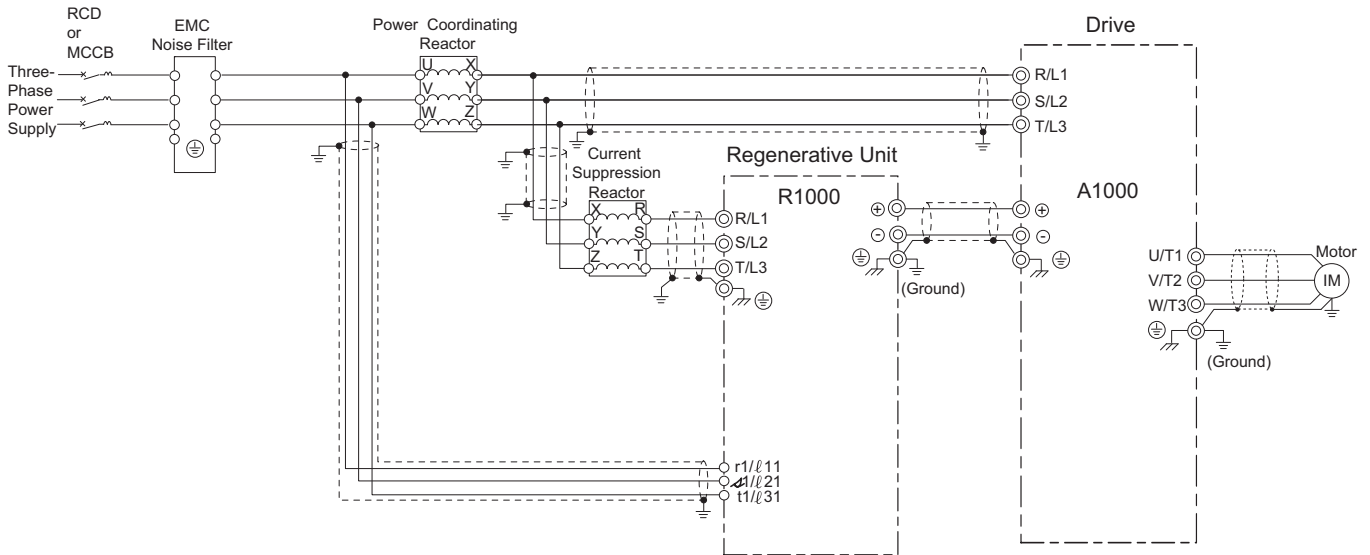 RCD
or
MCCB
EMC
Noise Filter
Power Coordinating
Reactor
Drive
Three-
Phase
Power
Supply
U X
V Y
W Z
R/L1
S/L2
T/L3
Current
Suppression
Reactor
X R
Y S
Z T
Regenerative Unit
R1000
R/L1
S/L2
T/L3
+
-
(Ground)
A1000
+
-
U/T1
V/T2
W/T3
Motor
IM
(Ground)
r1/ℓ11
1/ℓ21
t1/ℓ31